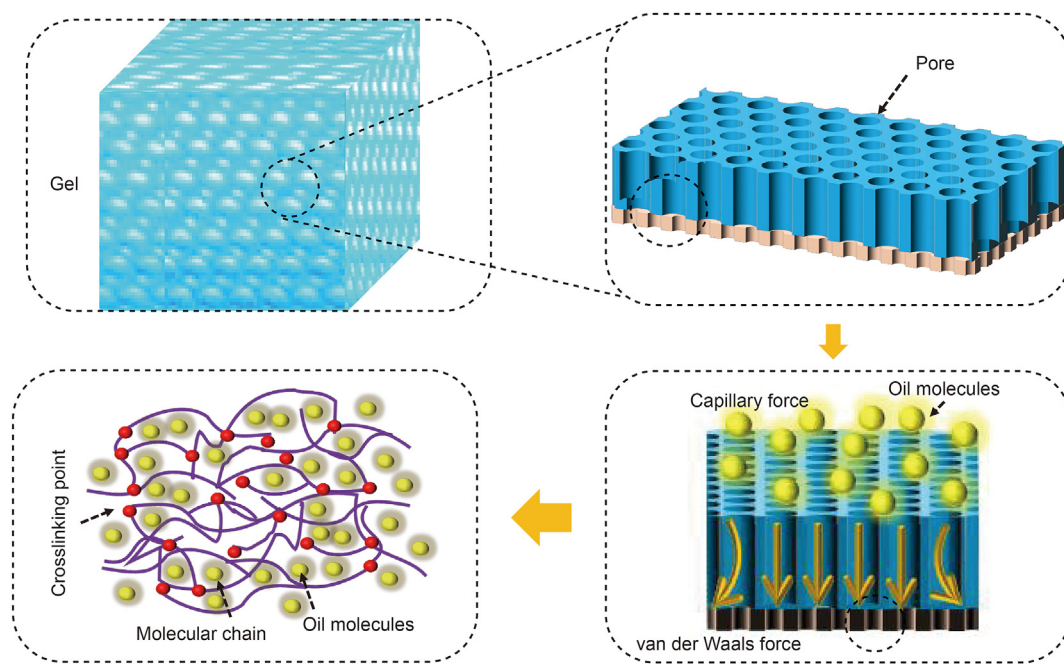 Gel
Pore
Capillary force
Oil molecules
van der Waals force
Crosslinking point
Molecular chain
Oil molecules